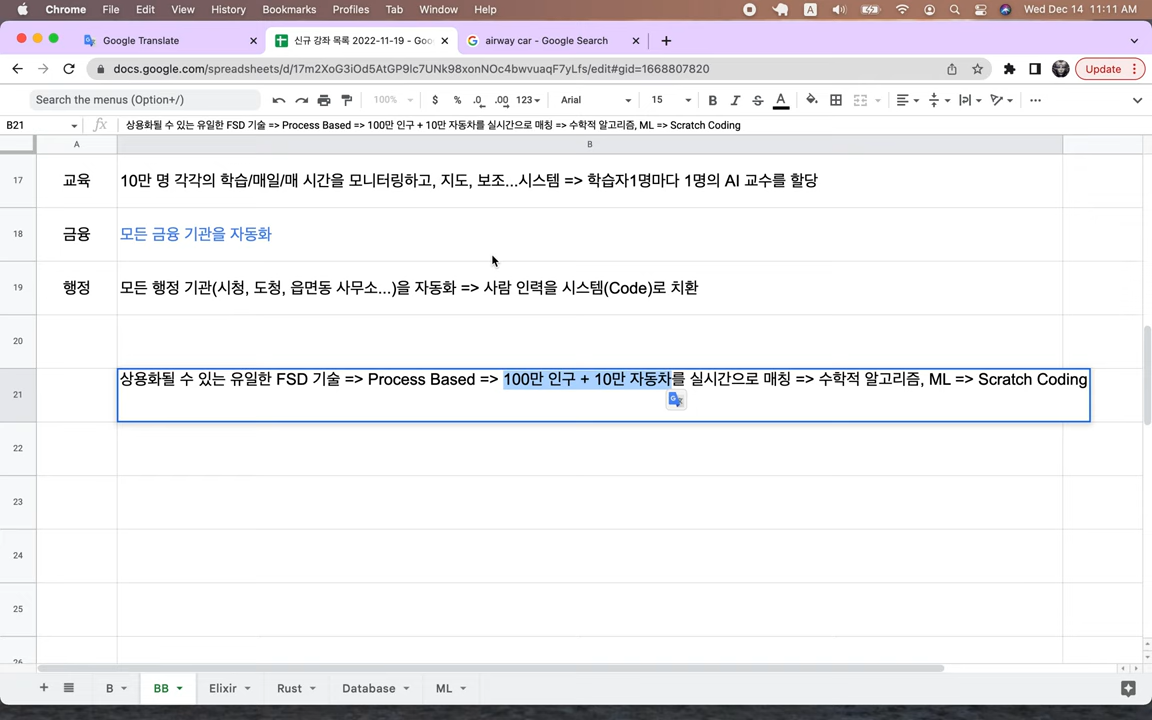 Chrome File Edit View History Bookmarks Profiles Tab Window Help A Wed Dec 14 11:11 AM
Google Translate 신규 강좌 목록 2022-11-19 - Goo airway car - Google Search
docs.google.com/spreadsheets/d/17m2XoG3iOd5AtGP9lc7UNk98xonNOc4bwvuaqF7yLfs/edit#gid=1668807820 Update
Search the menus (Option+/) 100% $ % .0 .00 123 Arial 15 B I S A
B21 fx 상용화될 수 있는 유일한 FSD 기술 => Process Based => 100만 인구 + 10만 자동차를 실시간으로 매칭 => 수학적 알고리즘, ML => Scratch Coding
A B
17 교육 10만 명 각각의 학습/매일/매 시간을 모니터링하고, 지도, 보조...시스템 => 학습자1명마다 1명의 AI 교수를 할당
18 금융 모든 금융 기관을 자동화
19 행정 모든 행정 기관(시청, 도청, 읍면동 사무소...)을 자동화 => 사람 인력을 시스템(Code)로 치환
20
21 상용화될 수 있는 유일한 FSD 기술 => Process Based => 100만 인구 + 10만 자동차를 실시간으로 매칭 => 수학적 알고리즘, ML => Scratch Coding
22
23
24
25
26
B BB Elixir Rust Database ML